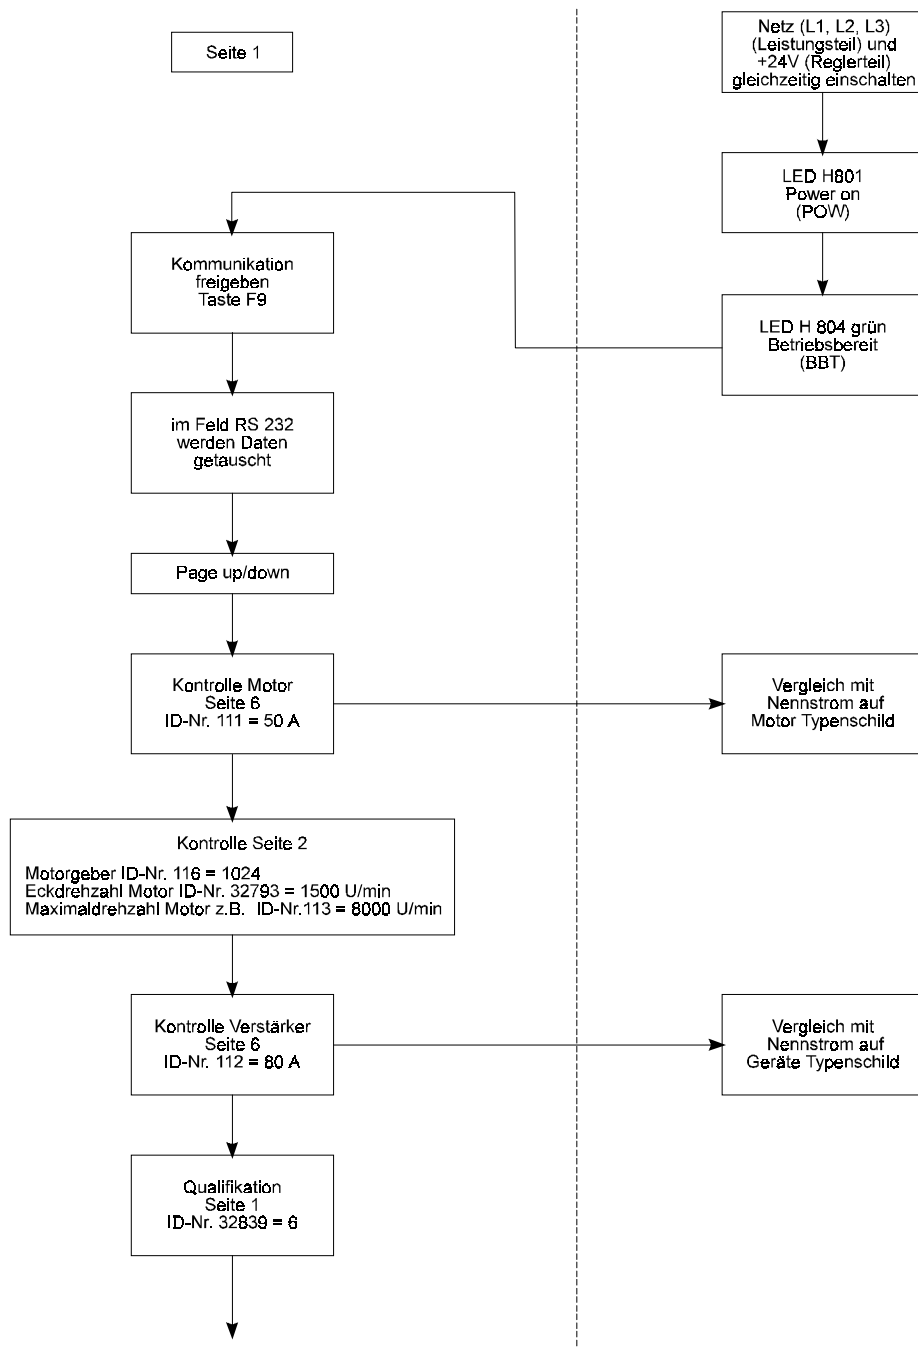 Seite 1
Netz (L1, L2, L3)
(Leistungsteil) und
+24V (Reglerteil)
gleichzeitig einschalten
LED H801
Power on
(POW)
LED H 804 grün
Betriebsbereit
(BBT)
Kommunikation
freigeben
Taste F9
im Feld RS 232
werden Daten
getauscht
Page up/down
Kontrolle Motor
Seite 6
ID-Nr. 111 = 50 A
Vergleich mit
Nennstrom auf
Motor Typenschild
Kontrolle Seite 2
Motorgeber ID-Nr. 116 = 1024
Eckdrehzahl Motor ID-Nr. 32793 = 1500 U/min
Maximaldrehzahl Motor z.B. ID-Nr.113 = 8000 U/min
Kontrolle Verstärker
Seite 6
ID-Nr. 112 = 80 A
Vergleich mit
Nennstrom auf
Geräte Typenschild
Qualifikation
Seite 1
ID-Nr. 32839 = 6